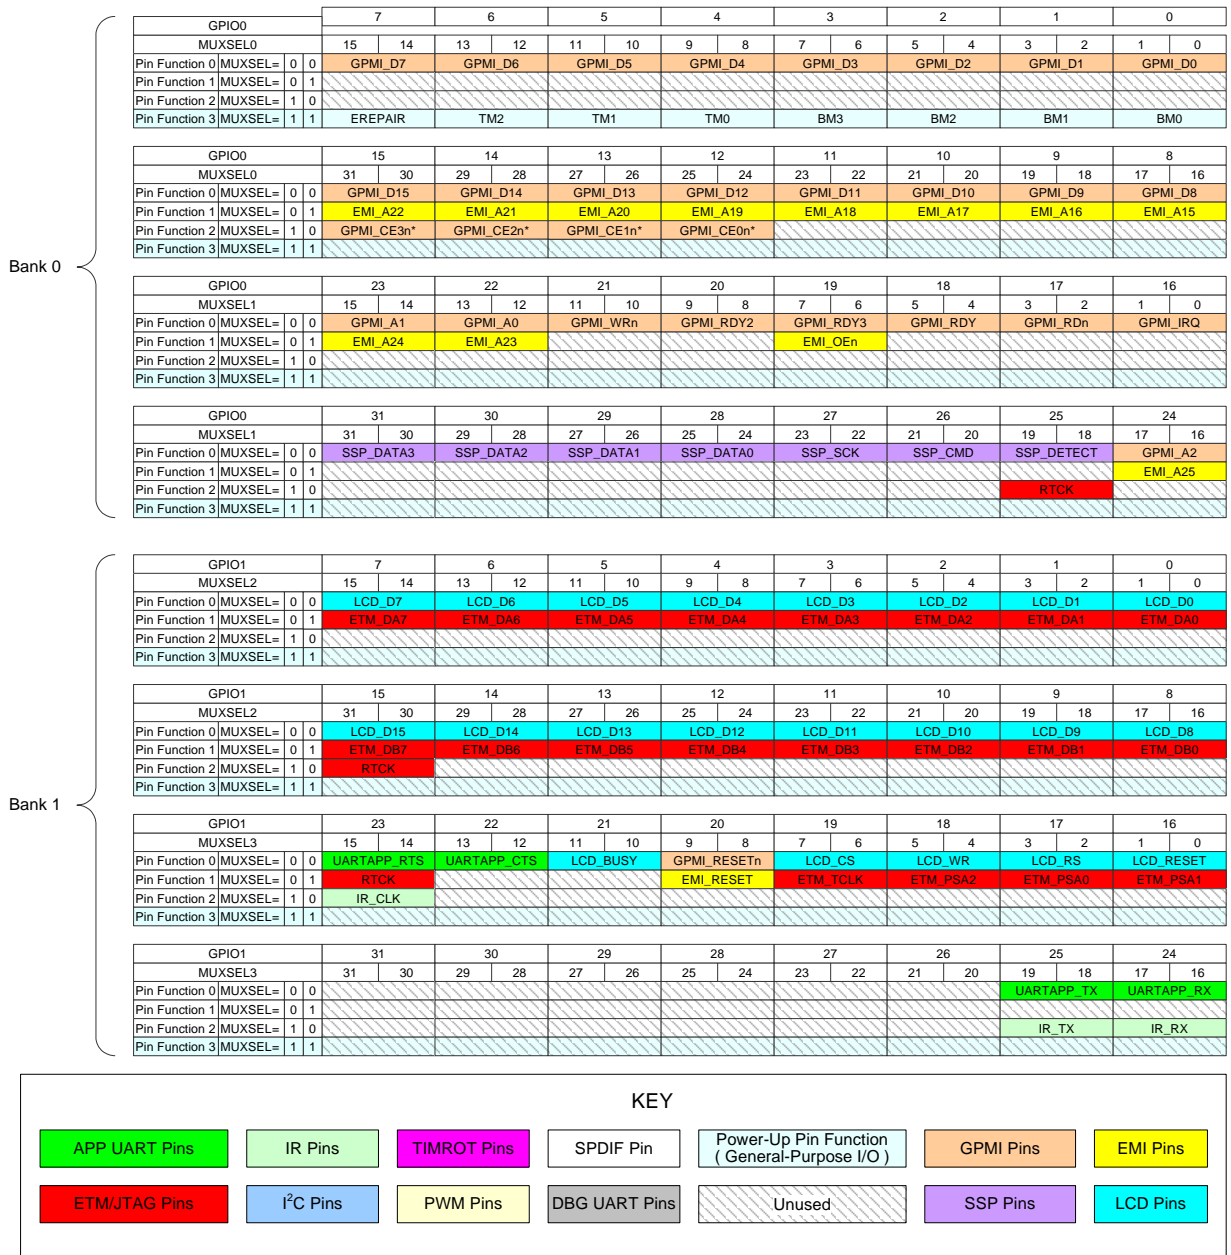 GPIO0 7 6 5 4 3 2 1 0
MUXSEL0 15 14 13 12 11 10 9 8 7 6 5 4 3 2 1 0
Pin Function 0 MUXSEL= 0 0 GPMI_D7 GPMI_D6 GPMI_D5 GPMI_D4 GPMI_D3 GPMI_D2 GPMI_D1 GPMI_D0
Pin Function 1 MUXSEL= 0 1
Pin Function 2 MUXSEL= 1 0
Pin Function 3 MUXSEL= 1 1 EREPAIR TM2 TM1 TM0 BM3 BM2 BM1 BM0
GPIO0 15 14 13 12 11 10 9 8
MUXSEL0 31 30 29 28 27 26 25 24 23 22 21 20 19 18 17 16
Pin Function 0 MUXSEL= 0 0 GPMI_D15 GPMI_D14 GPMI_D13 GPMI_D12 GPMI_D11 GPMI_D10 GPMI_D9 GPMI_D8
Pin Function 1 MUXSEL= 0 1 EMI_A22 EMI_A21 EMI_A20 EMI_A19 EMI_A18 EMI_A17 EMI_A16 EMI_A15
Pin Function 2 MUXSEL= 1 0 GPMI_CE3n* GPMI_CE2n* GPMI_CE1n* GPMI_CE0n*
Pin Function 3 MUXSEL= 1 1
Bank 0
GPIO0 23 22 21 20 19 18 17 16
MUXSEL1 15 14 13 12 11 10 9 8 7 6 5 4 3 2 1 0
Pin Function 0 MUXSEL= 0 0 GPMI_A1 GPMI_A0 GPMI_WRn GPMI_RDY2 GPMI_RDY3 GPMI_RDY GPMI_RDn GPMI_IRQ
Pin Function 1 MUXSEL= 0 1 EMI_A24 EMI_A23 EMI_OEn
Pin Function 2 MUXSEL= 1 0
Pin Function 3 MUXSEL= 1 1
GPIO0 31 30 29 28 27 26 25 24
MUXSEL1 31 30 29 28 27 26 25 24 23 22 21 20 19 18 17 16
Pin Function 0 MUXSEL= 0 0 SSP_DATA3 SSP_DATA2 SSP_DATA1 SSP_DATA0 SSP_SCK SSP_CMD SSP_DETECT GPMI_A2
Pin Function 1 MUXSEL= 0 1 EMI_A25
Pin Function 2 MUXSEL= 1 0 RTCK
Pin Function 3 MUXSEL= 1 1
GPIO1 7 6 5 4 3 2 1 0
MUXSEL2 15 14 13 12 11 10 9 8 7 6 5 4 3 2 1 0
Pin Function 0 MUXSEL= 0 0 LCD_D7 LCD_D6 LCD_D5 LCD_D4 LCD_D3 LCD_D2 LCD_D1 LCD_D0
Pin Function 1 MUXSEL= 0 1 ETM_DA7 ETM_DA6 ETM_DA5 ETM_DA4 ETM_DA3 ETM_DA2 ETM_DA1 ETM_DA0
Pin Function 2 MUXSEL= 1 0
Pin Function 3 MUXSEL= 1 1
GPIO1 15 14 13 12 11 10 9 8
MUXSEL2 31 30 29 28 27 26 25 24 23 22 21 20 19 18 17 16
Pin Function 0 MUXSEL= 0 0 LCD_D15 LCD_D14 LCD_D13 LCD_D12 LCD_D11 LCD_D10 LCD_D9 LCD_D8
Pin Function 1 MUXSEL= 0 1 ETM_DB7 ETM_DB6 ETM_DB5 ETM_DB4 ETM_DB3 ETM_DB2 ETM_DB1 ETM_DB0
Pin Function 2 MUXSEL= 1 0 RTCK
Pin Function 3 MUXSEL= 1 1
Bank 1
GPIO1 23 22 21 20 19 18 17 16
MUXSEL3 15 14 13 12 11 10 9 8 7 6 5 4 3 2 1 0
Pin Function 0 MUXSEL= 0 0 UARTAPP_RTS UARTAPP_CTS LCD_BUSY GPMI_RESETn LCD_CS LCD_WR LCD_RS LCD_RESET
Pin Function 1 MUXSEL= 0 1 RTCK EMI_RESET ETM_TCLK ETM_PSA2 ETM_PSA0 ETM_PSA1
Pin Function 2 MUXSEL= 1 0 IR_CLK
Pin Function 3 MUXSEL= 1 1
GPIO1 31 30 29 28 27 26 25 24
MUXSEL3 31 30 29 28 27 26 25 24 23 22 21 20 19 18 17 16
Pin Function 0 MUXSEL= 0 0 UARTAPP_TX UARTAPP_RX
Pin Function 1 MUXSEL= 0 0
Pin Function 2 MUXSEL= 1 0 IR_TX IR_RX
Pin Function 3 MUXSEL= 1 1
KEY
APP UART Pins IR Pins TIMROT Pins SPDIF Pin Power-Up Pin Function ( General-Purpose I/O ) GPMI Pins EMI Pins
ETM/JTAG Pins I2C Pins PWM Pins DBG UART Pins Unused SSP Pins LCD Pins